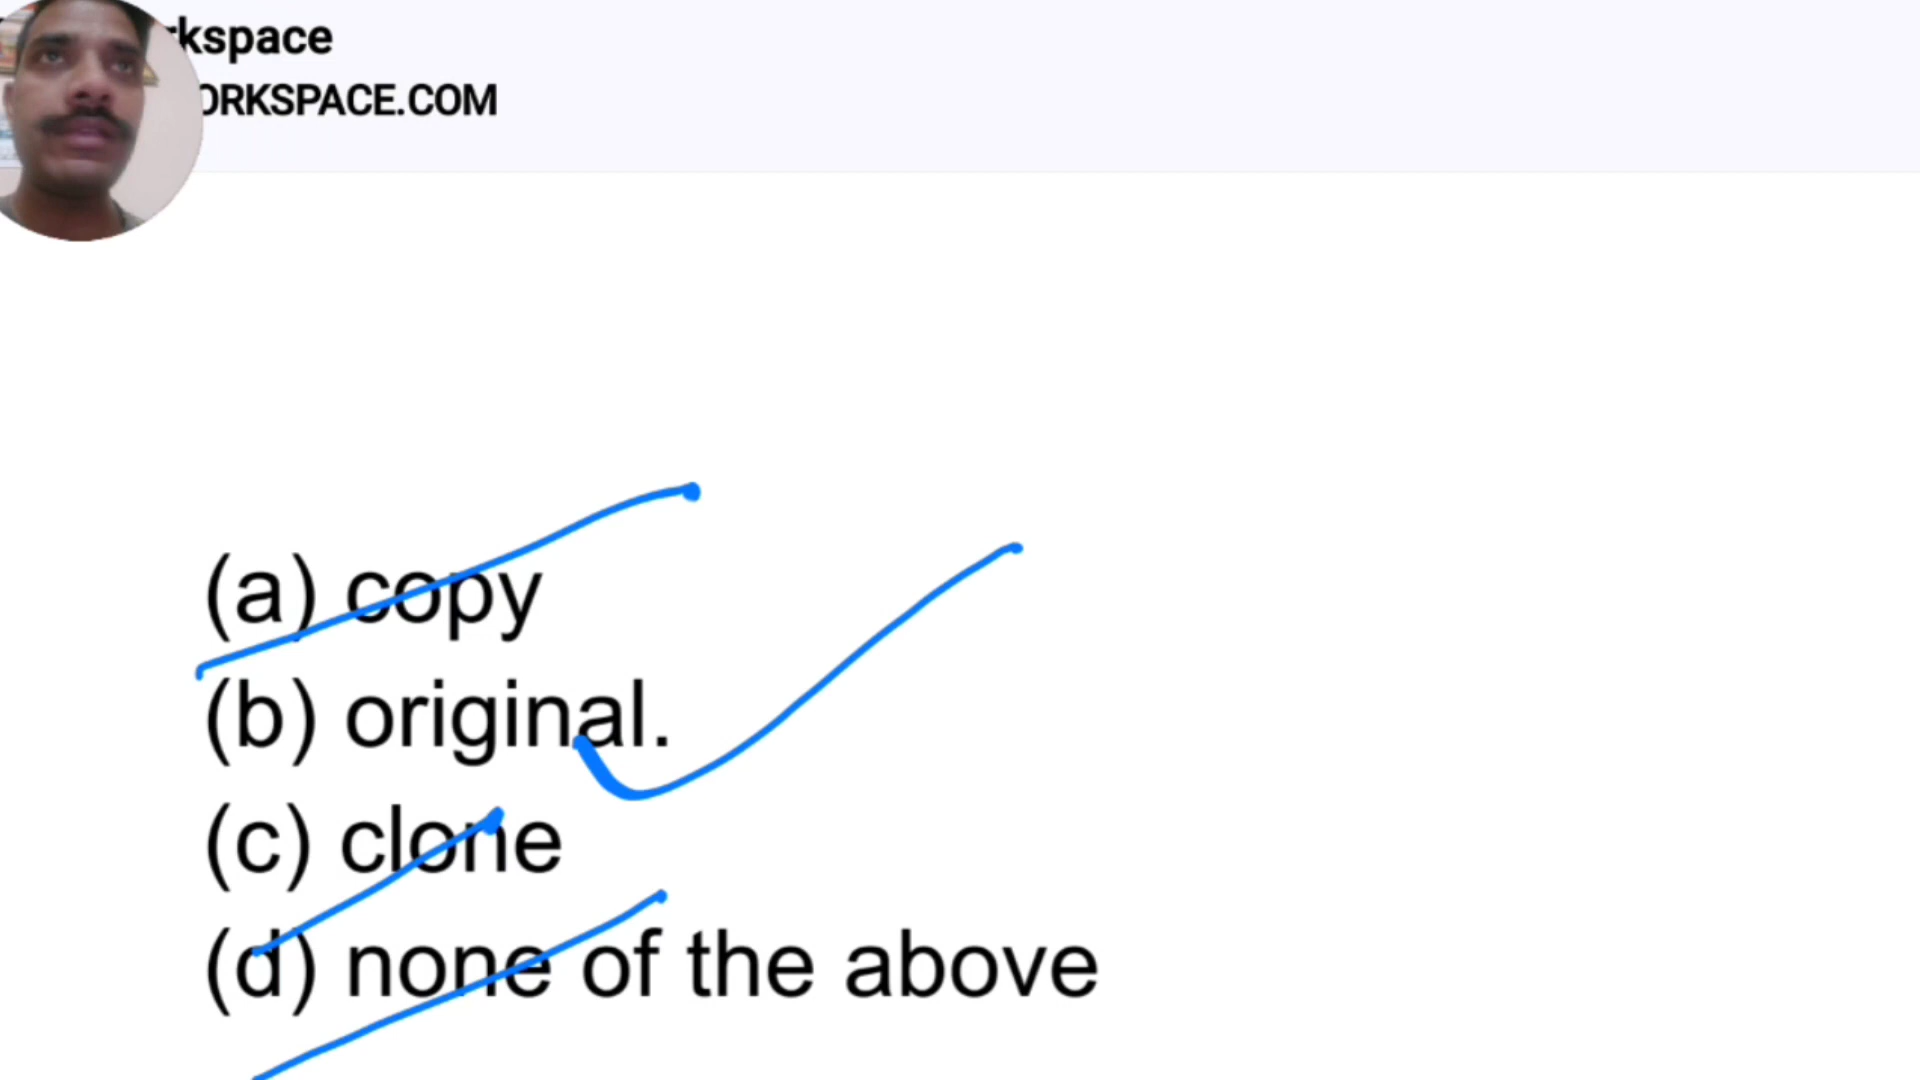 rkspace
ORKSPACE.COM
(a) copy
(b) original.
(c) clone
(d) none of the above